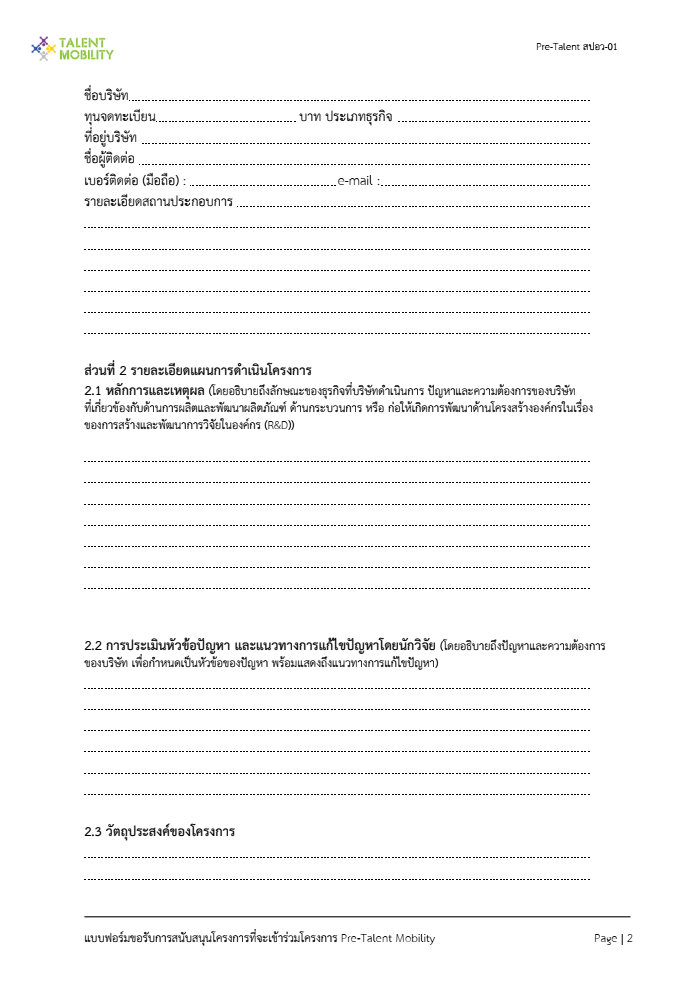 TALENT
MOBILITY
Pre-Talent สปอว-01
ชื่อบริษัท
ทุนจดทะเบียน บาท ประเภทธุรกิจ
ที่อยู่บริษัท
ชื่อผู้ติดต่อ
เบอร์ติดต่อ (มือถือ) : e-mail :
รายละเอียดสถานประกอบการ
ส่วนที่ 2 รายละเอียดแผนการดำเนินโครงการ
2.1 หลักการและเหตุผล (โดยอธิบายถึงลักษณะของธุรกิจที่บริษัทดำเนินการ ปัญหาและความต้องการของบริษัท
ที่เกี่ยวข้องกับด้านการผลิตและพัฒนาผลิตภัณฑ์ ด้านกระบวนการ หรือ ก่อให้เกิดการพัฒนาด้านโครงสร้างองค์กรในเรื่อง
ของการสร้างและพัฒนาการวิจัยในองค์กร (R&D))
2.2 การประเมินหัวข้อปัญหา และแนวทางการแก้ไขปัญหาโดยนักวิจัย (โดยอธิบายถึงปัญหาและความต้องการ
ของบริษัท เพื่อกำหนดเป็นหัวข้อของปัญหา พร้อมแสดงถึงแนวทางการแก้ไขปัญหา)
2.3 วัตถุประสงค์ของโครงการ
แบบฟอร์มขอรับการสนับสนุนโครงการที่จะเข้าร่วมโครงการ Pre-Talent Mobility Page | 2